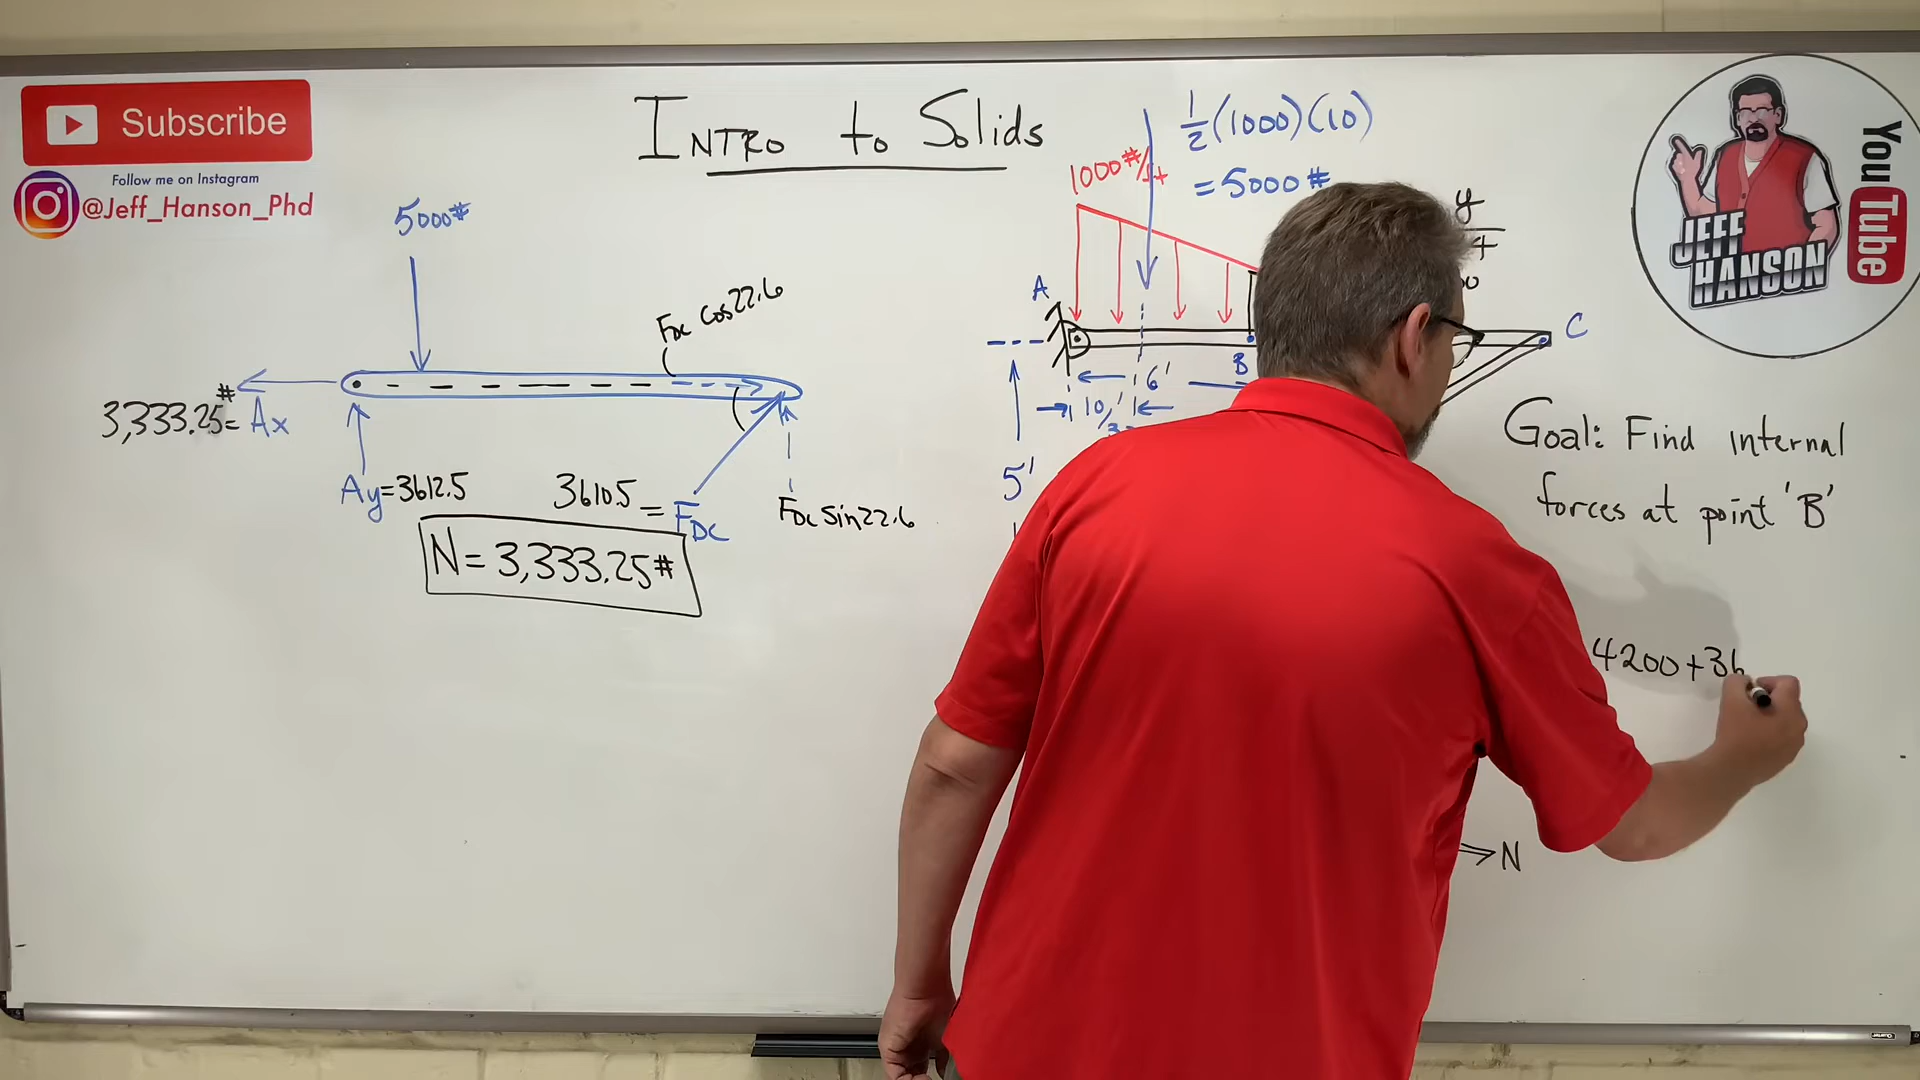 Subscribe
Follow me on Instagram
@Jeff_Hanson_Phd
INTRO to Solids
5000#
FDC cos22.6
3,333.25# = Ax
Ay=3612.5
3610.5 = FDC
FDC sin22.6
N = 3,333.25#
1/2(1000)(10)
= 5000#
1000#/ft
y
A
B
C
6'
10/3
5'
Goal: Find internal
forces at point 'B'
4200+36
N
JEFF
HANSON
YouTube